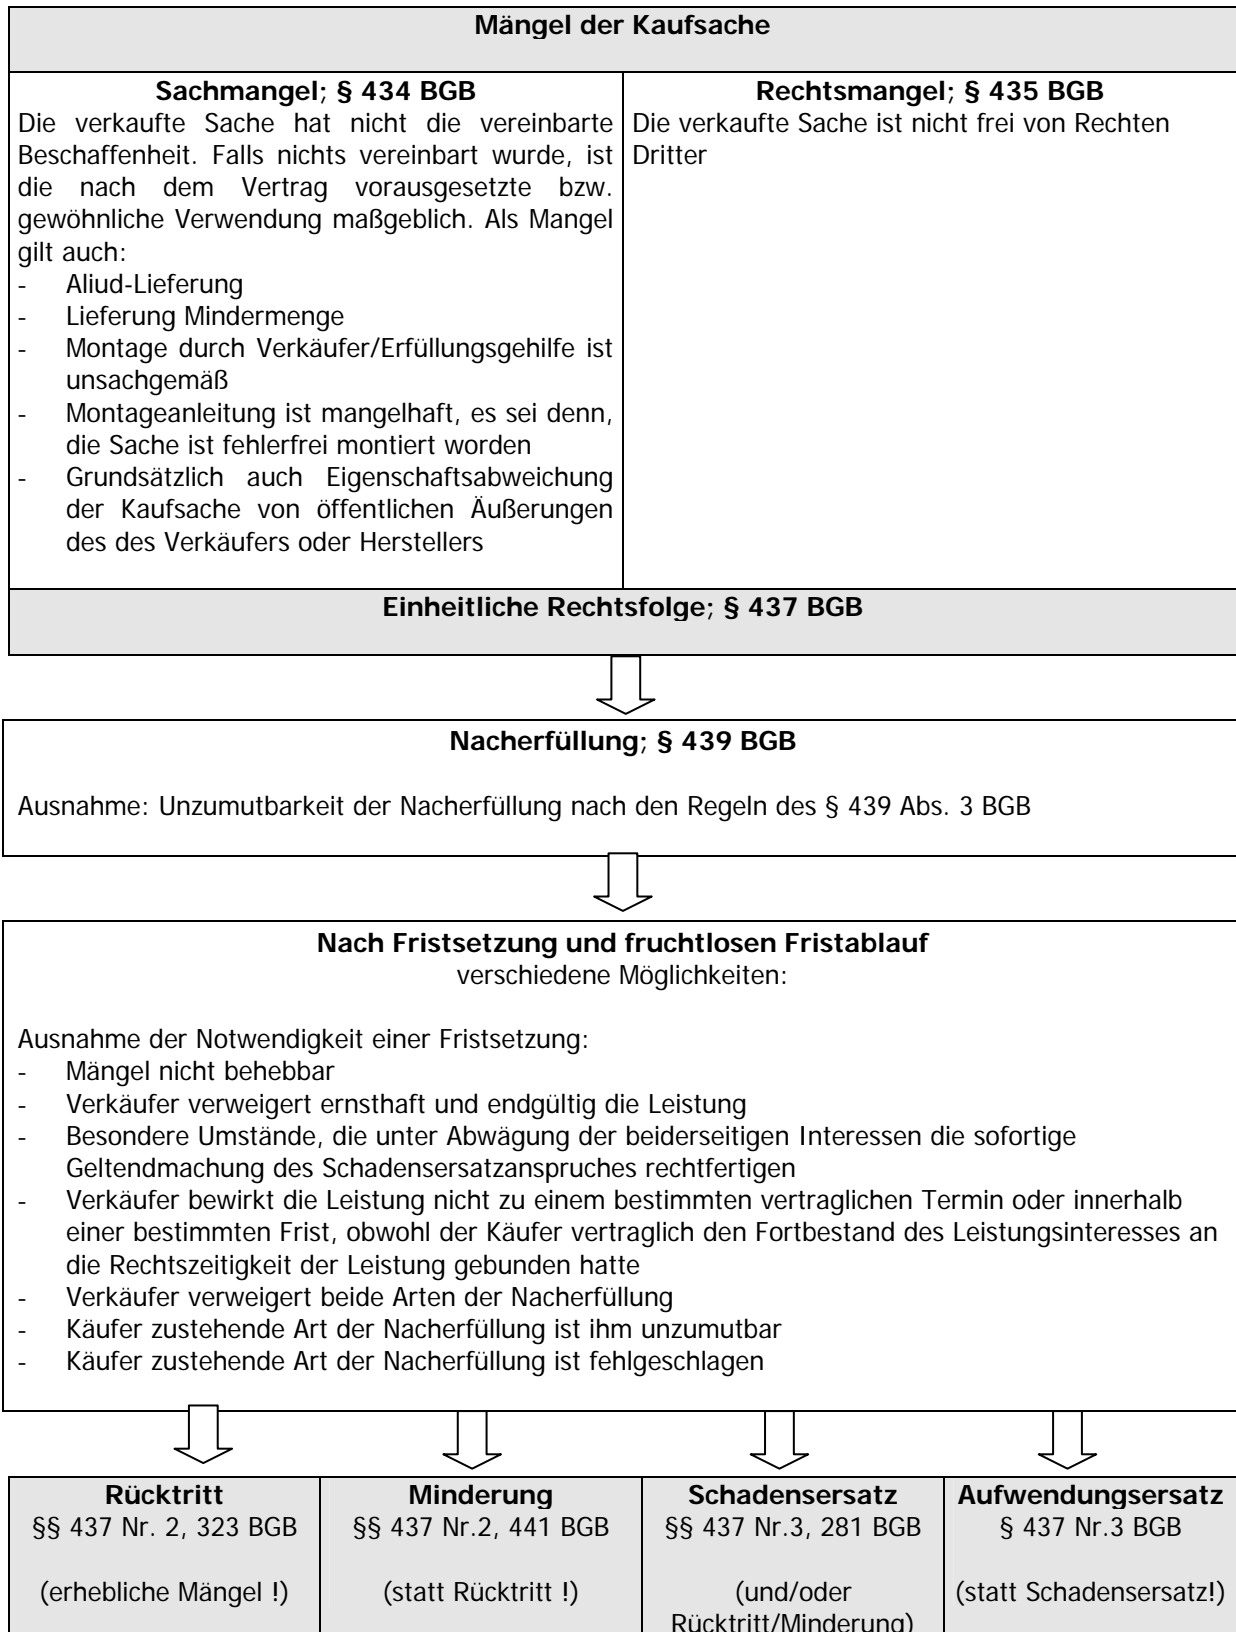 Mängel der Kaufsache
Sachmangel; § 434 BGB
Die verkaufte Sache hat nicht die vereinbarte
Beschaffenheit. Falls nichts vereinbart wurde, ist
die nach dem Vertrag vorausgesetzte bzw.
gewöhnliche Verwendung maßgeblich. Als Mangel
gilt auch:
- Aliud-Lieferung
- Lieferung Mindermenge
- Montage durch Verkäufer/Erfüllungsgehilfe ist
unsachgemäß
- Montageanleitung ist mangelhaft, es sei denn,
die Sache ist fehlerfrei montiert worden
- Grundsätzlich auch Eigenschaftsabweichung
der Kaufsache von öffentlichen Äußerungen
des des Verkäufers oder Herstellers
Rechtsmangel; § 435 BGB
Die verkaufte Sache ist nicht frei von Rechten
Dritter
Einheitliche Rechtsfolge; § 437 BGB
Nacherfüllung; § 439 BGB
Ausnahme: Unzumutbarkeit der Nacherfüllung nach den Regeln des § 439 Abs. 3 BGB
Nach Fristsetzung und fruchtlosen Fristablauf
verschiedene Möglichkeiten:
Ausnahme der Notwendigkeit einer Fristsetzung:
- Mängel nicht behebbar
- Verkäufer verweigert ernsthaft und endgültig die Leistung
- Besondere Umstände, die unter Abwägung der beiderseitigen Interessen die sofortige
Geltendmachung des Schadensersatzanspruches rechtfertigen
- Verkäufer bewirkt die Leistung nicht zu einem bestimmten vertraglichen Termin oder innerhalb
einer bestimmten Frist, obwohl der Käufer vertraglich den Fortbestand des Leistungsinteresses an
die Rechtszeitigkeit der Leistung gebunden hatte
- Verkäufer verweigert beide Arten der Nacherfüllung
- Käufer zustehende Art der Nacherfüllung ist ihm unzumutbar
- Käufer zustehende Art der Nacherfüllung ist fehlgeschlagen
Rücktritt
§§ 437 Nr. 2, 323 BGB
(erhebliche Mängel !)
Minderung
§§ 437 Nr.2, 441 BGB
(statt Rücktritt !)
Schadensersatz
§§ 437 Nr.3, 281 BGB
(und/oder
Rücktritt/Minderung)
Aufwendungsersatz
§ 437 Nr.3 BGB
(statt Schadensersatz!)